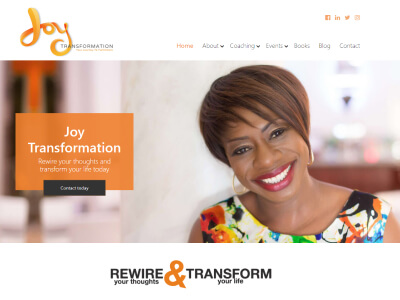 Joy
TRANSFORMATION
Home About Coaching Events Books Blog Contact
Joy
Transformation
Rewire your thoughts and
transform your life today
Contact today
REWIRE & TRANSFORM
your thoughts your life